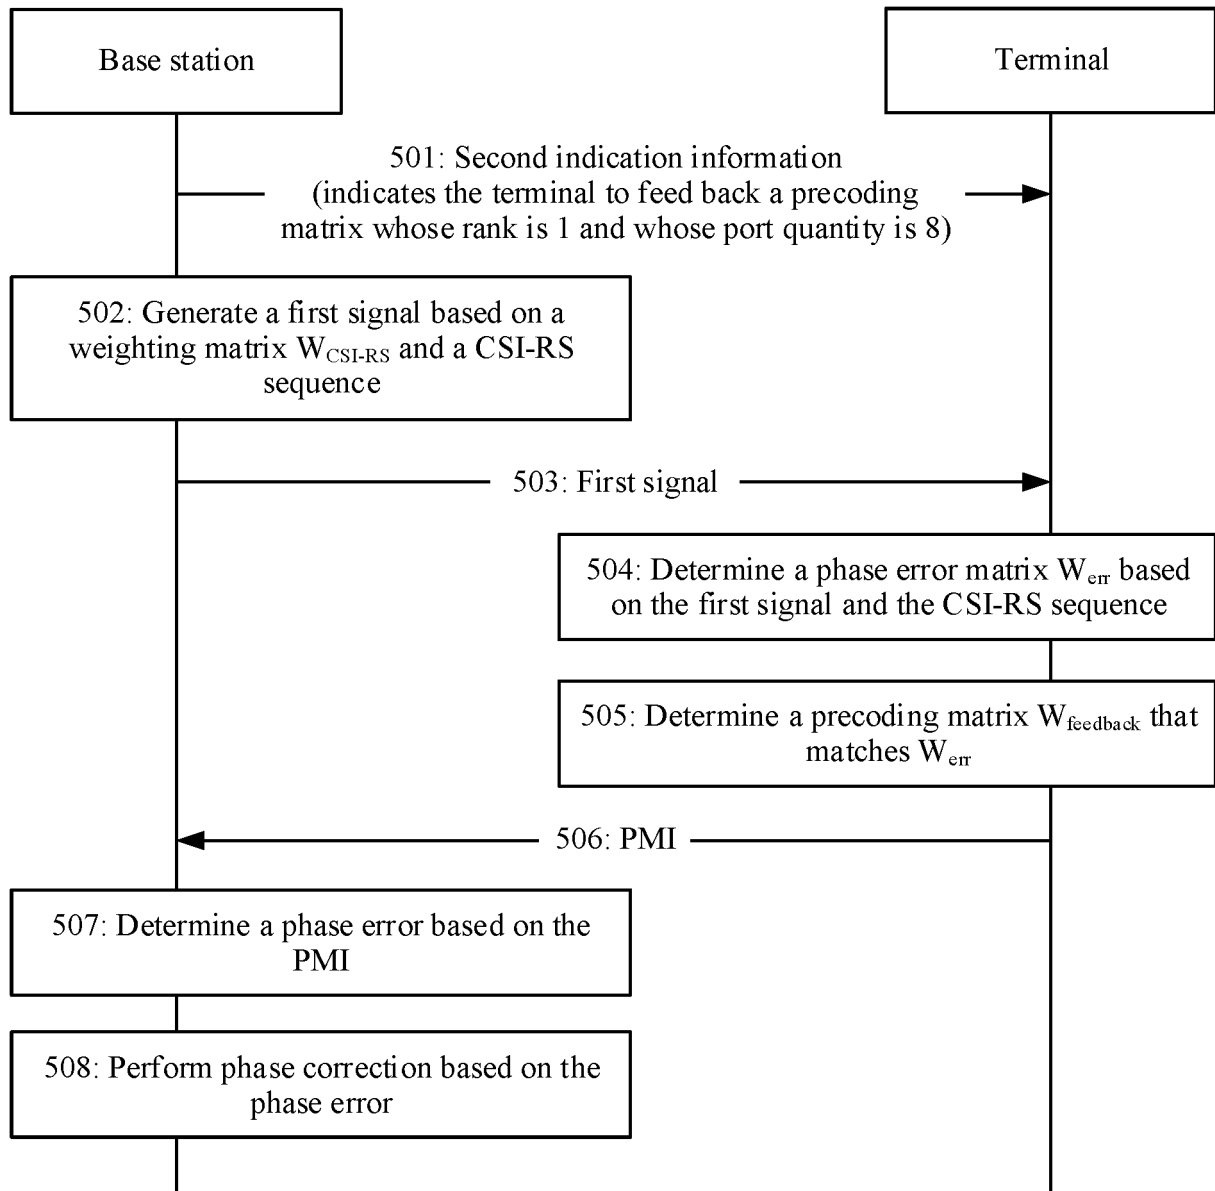 Base station
Terminal
501: Second indication information
(indicates the terminal to feed back a precoding
matrix whose rank is 1 and whose port quantity is 8)
502: Generate a first signal based on a
weighting matrix W_CSI-RS and a CSI-RS
sequence
503: First signal
504: Determine a phase error matrix W_err based
on the first signal and the CSI-RS sequence
505: Determine a precoding matrix W_feedback that
matches W_err
506: PMI
507: Determine a phase error based on the
PMI
508: Perform phase correction based on the
phase error